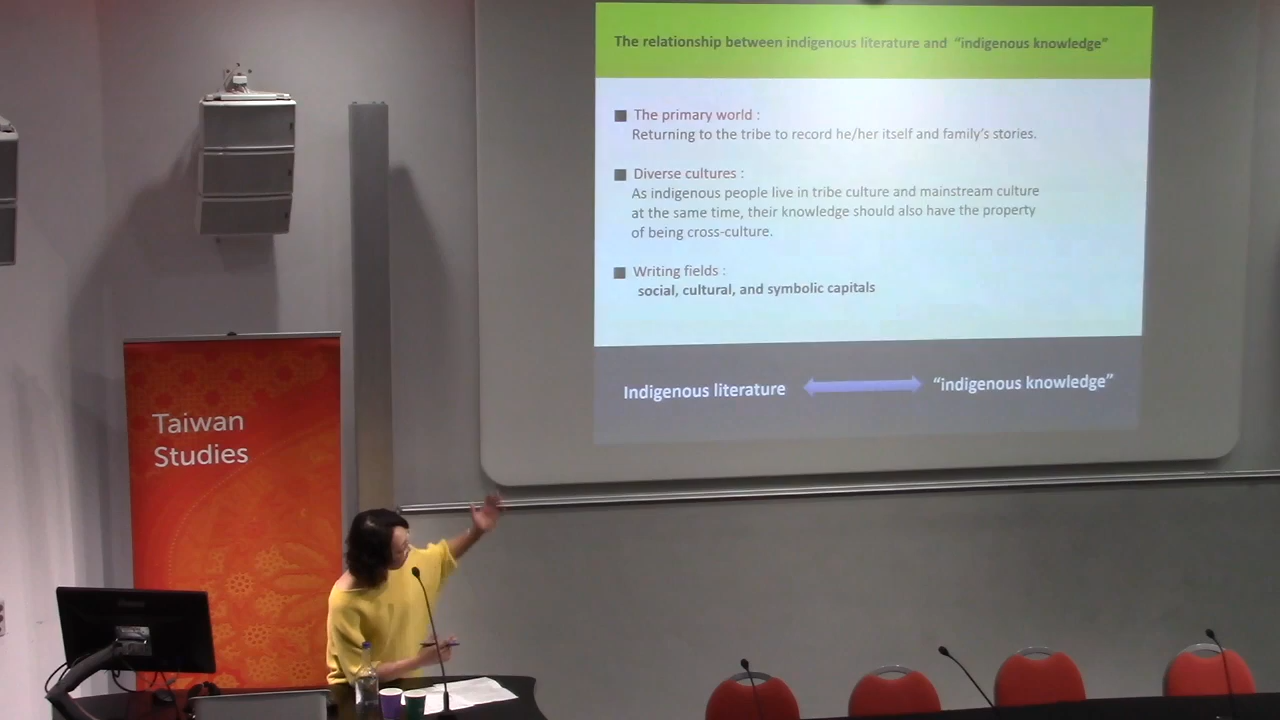 The relationship between indigenous literature and "indigenous knowledge"
The primary world :
Returning to the tribe to record he/her itself and family's stories.
Diverse cultures :
As indigenous people live in tribe culture and mainstream culture
at the same time, their knowledge should also have the property
of being cross-culture.
Writing fields :
social, cultural, and symbolic capitals
Indigenous literature
"indigenous knowledge"
Taiwan
Studies